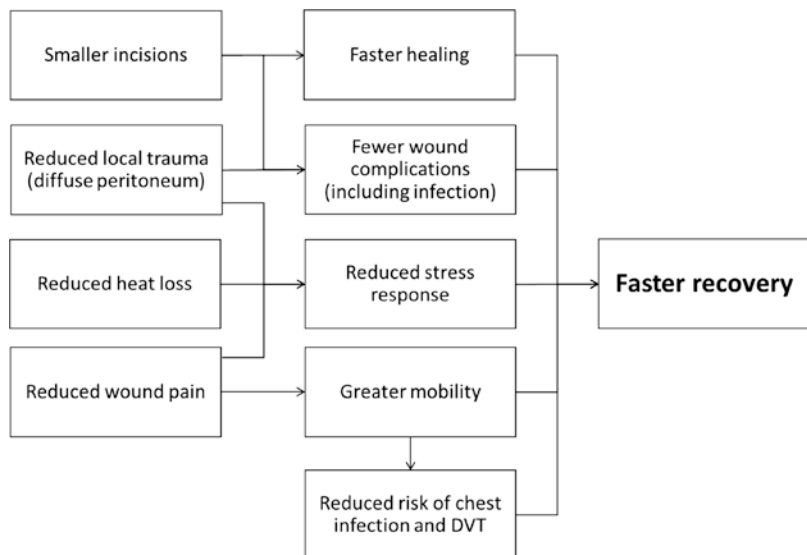 Smaller incisions
Faster healing
Reduced local trauma
(diffuse peritoneum)
Fewer wound
complications
(including infection)
Reduced heat loss
Reduced stress
response
Faster recovery
Reduced wound pain
Greater mobility
Reduced risk of chest
infection and DVT